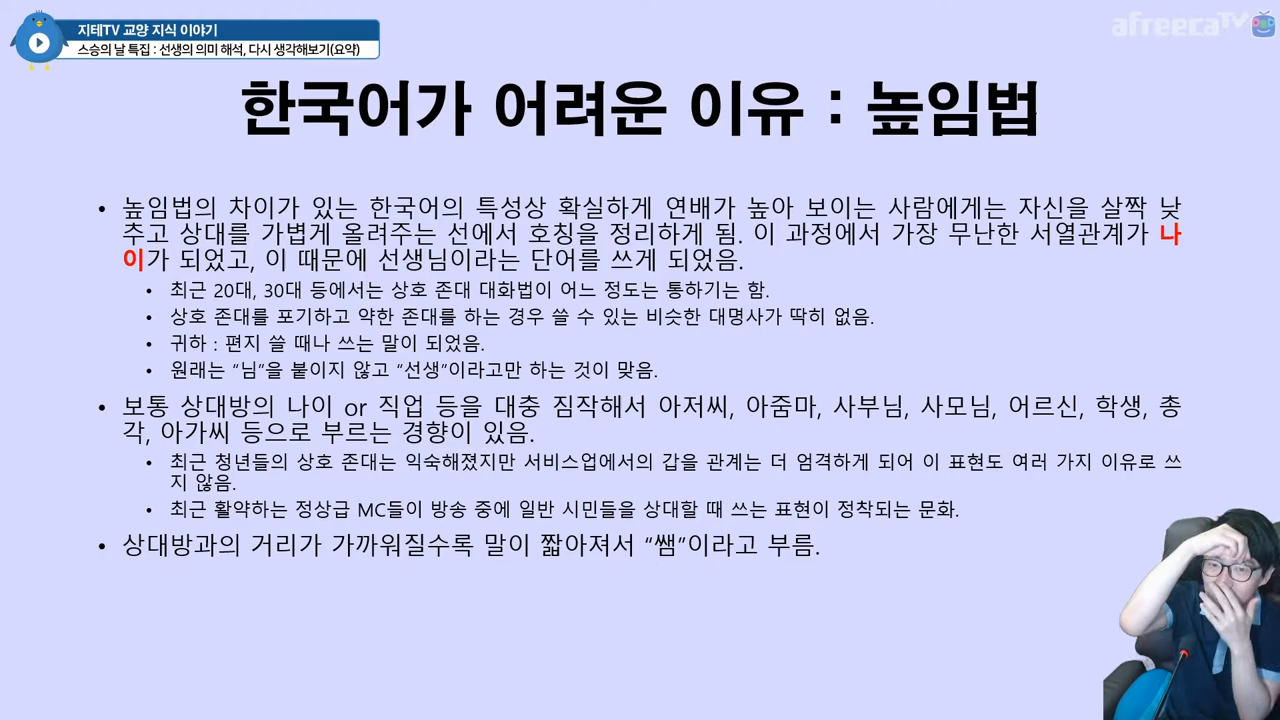 지테TV 교양 지식 이야기
스승의 날 특집 : 선생의 의미 해석, 다시 생각해보기(요약)
afreecaTV
한국어가 어려운 이유 : 높임법
• 높임법의 차이가 있는 한국어의 특성상 확실하게 연배가 높아 보이는 사람에게는 자신을 살짝 낮
추고 상대를 가볍게 올려주는 선에서 호칭을 정리하게 됨. 이 과정에서 가장 무난한 서열관계가 나
이가 되었고, 이 때문에 선생님이라는 단어를 쓰게 되었음.
• 최근 20대, 30대 등에서는 상호 존대 대화법이 어느 정도는 통하기는 함.
• 상호 존대를 포기하고 약한 존대를 하는 경우 쓸 수 있는 비슷한 대명사가 딱히 없음.
• 귀하 : 편지 쓸 때나 쓰는 말이 되었음.
• 원래는 “님”을 붙이지 않고 “선생”이라고만 하는 것이 맞음.
• 보통 상대방의 나이 or 직업 등을 대충 짐작해서 아저씨, 아줌마, 사부님, 사모님, 어르신, 학생, 총
각, 아가씨 등으로 부르는 경향이 있음.
• 최근 청년들의 상호 존대는 익숙해졌지만 서비스업에서의 갑을 관계는 더 엄격하게 되어 이 표현도 여러 가지 이유로 쓰
지 않음.
• 최근 활약하는 정상급 MC들이 방송 중에 일반 시민들을 상대할 때 쓰는 표현이 정착되는 문화.
• 상대방과의 거리가 가까워질수록 말이 짧아져서 “쌤”이라고 부름.